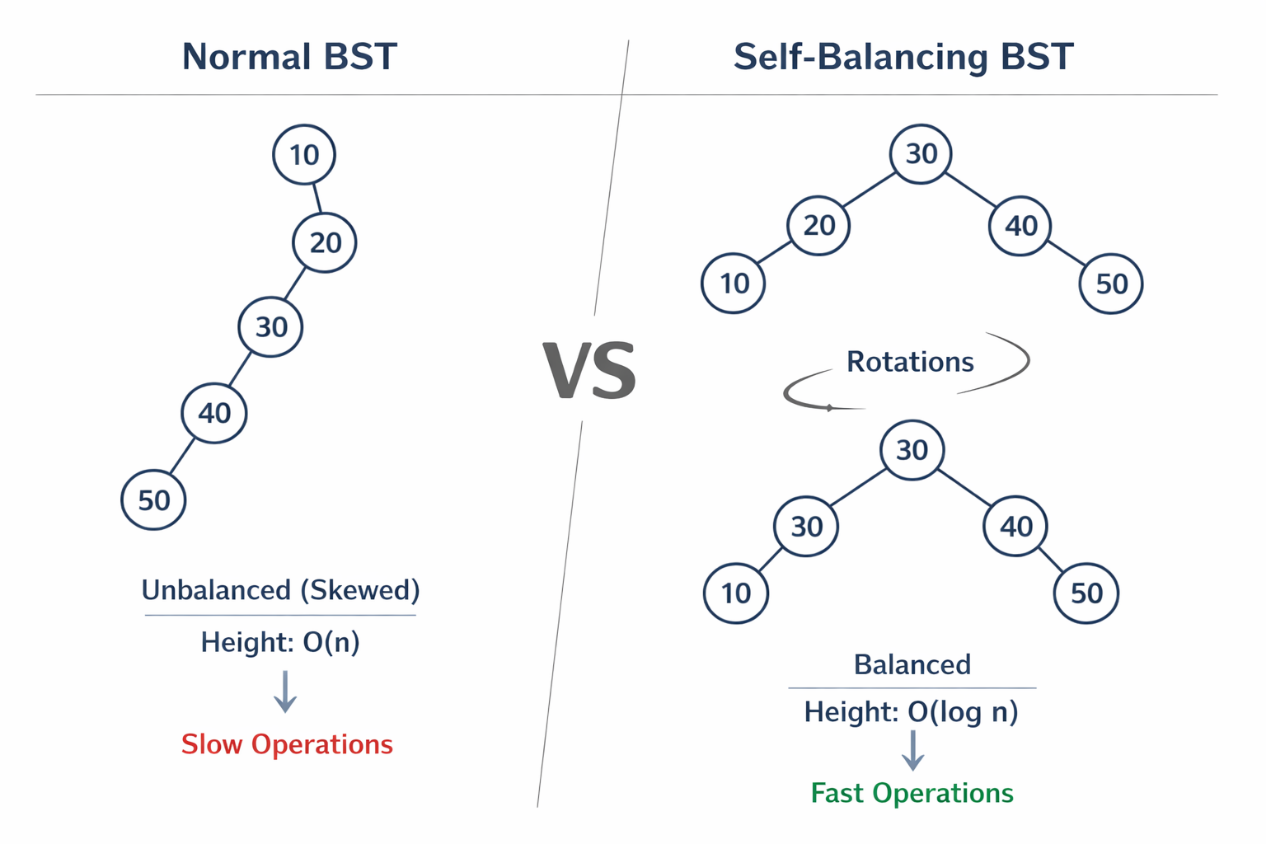 Normal BST
10
20
30
40
50
Unbalanced (Skewed)
Height: O(n)
Slow Operations
VS
Self-Balancing BST
30
20 40
10 50
Rotations
30
30 40
10 50
Balanced
Height: O(log n)
Fast Operations